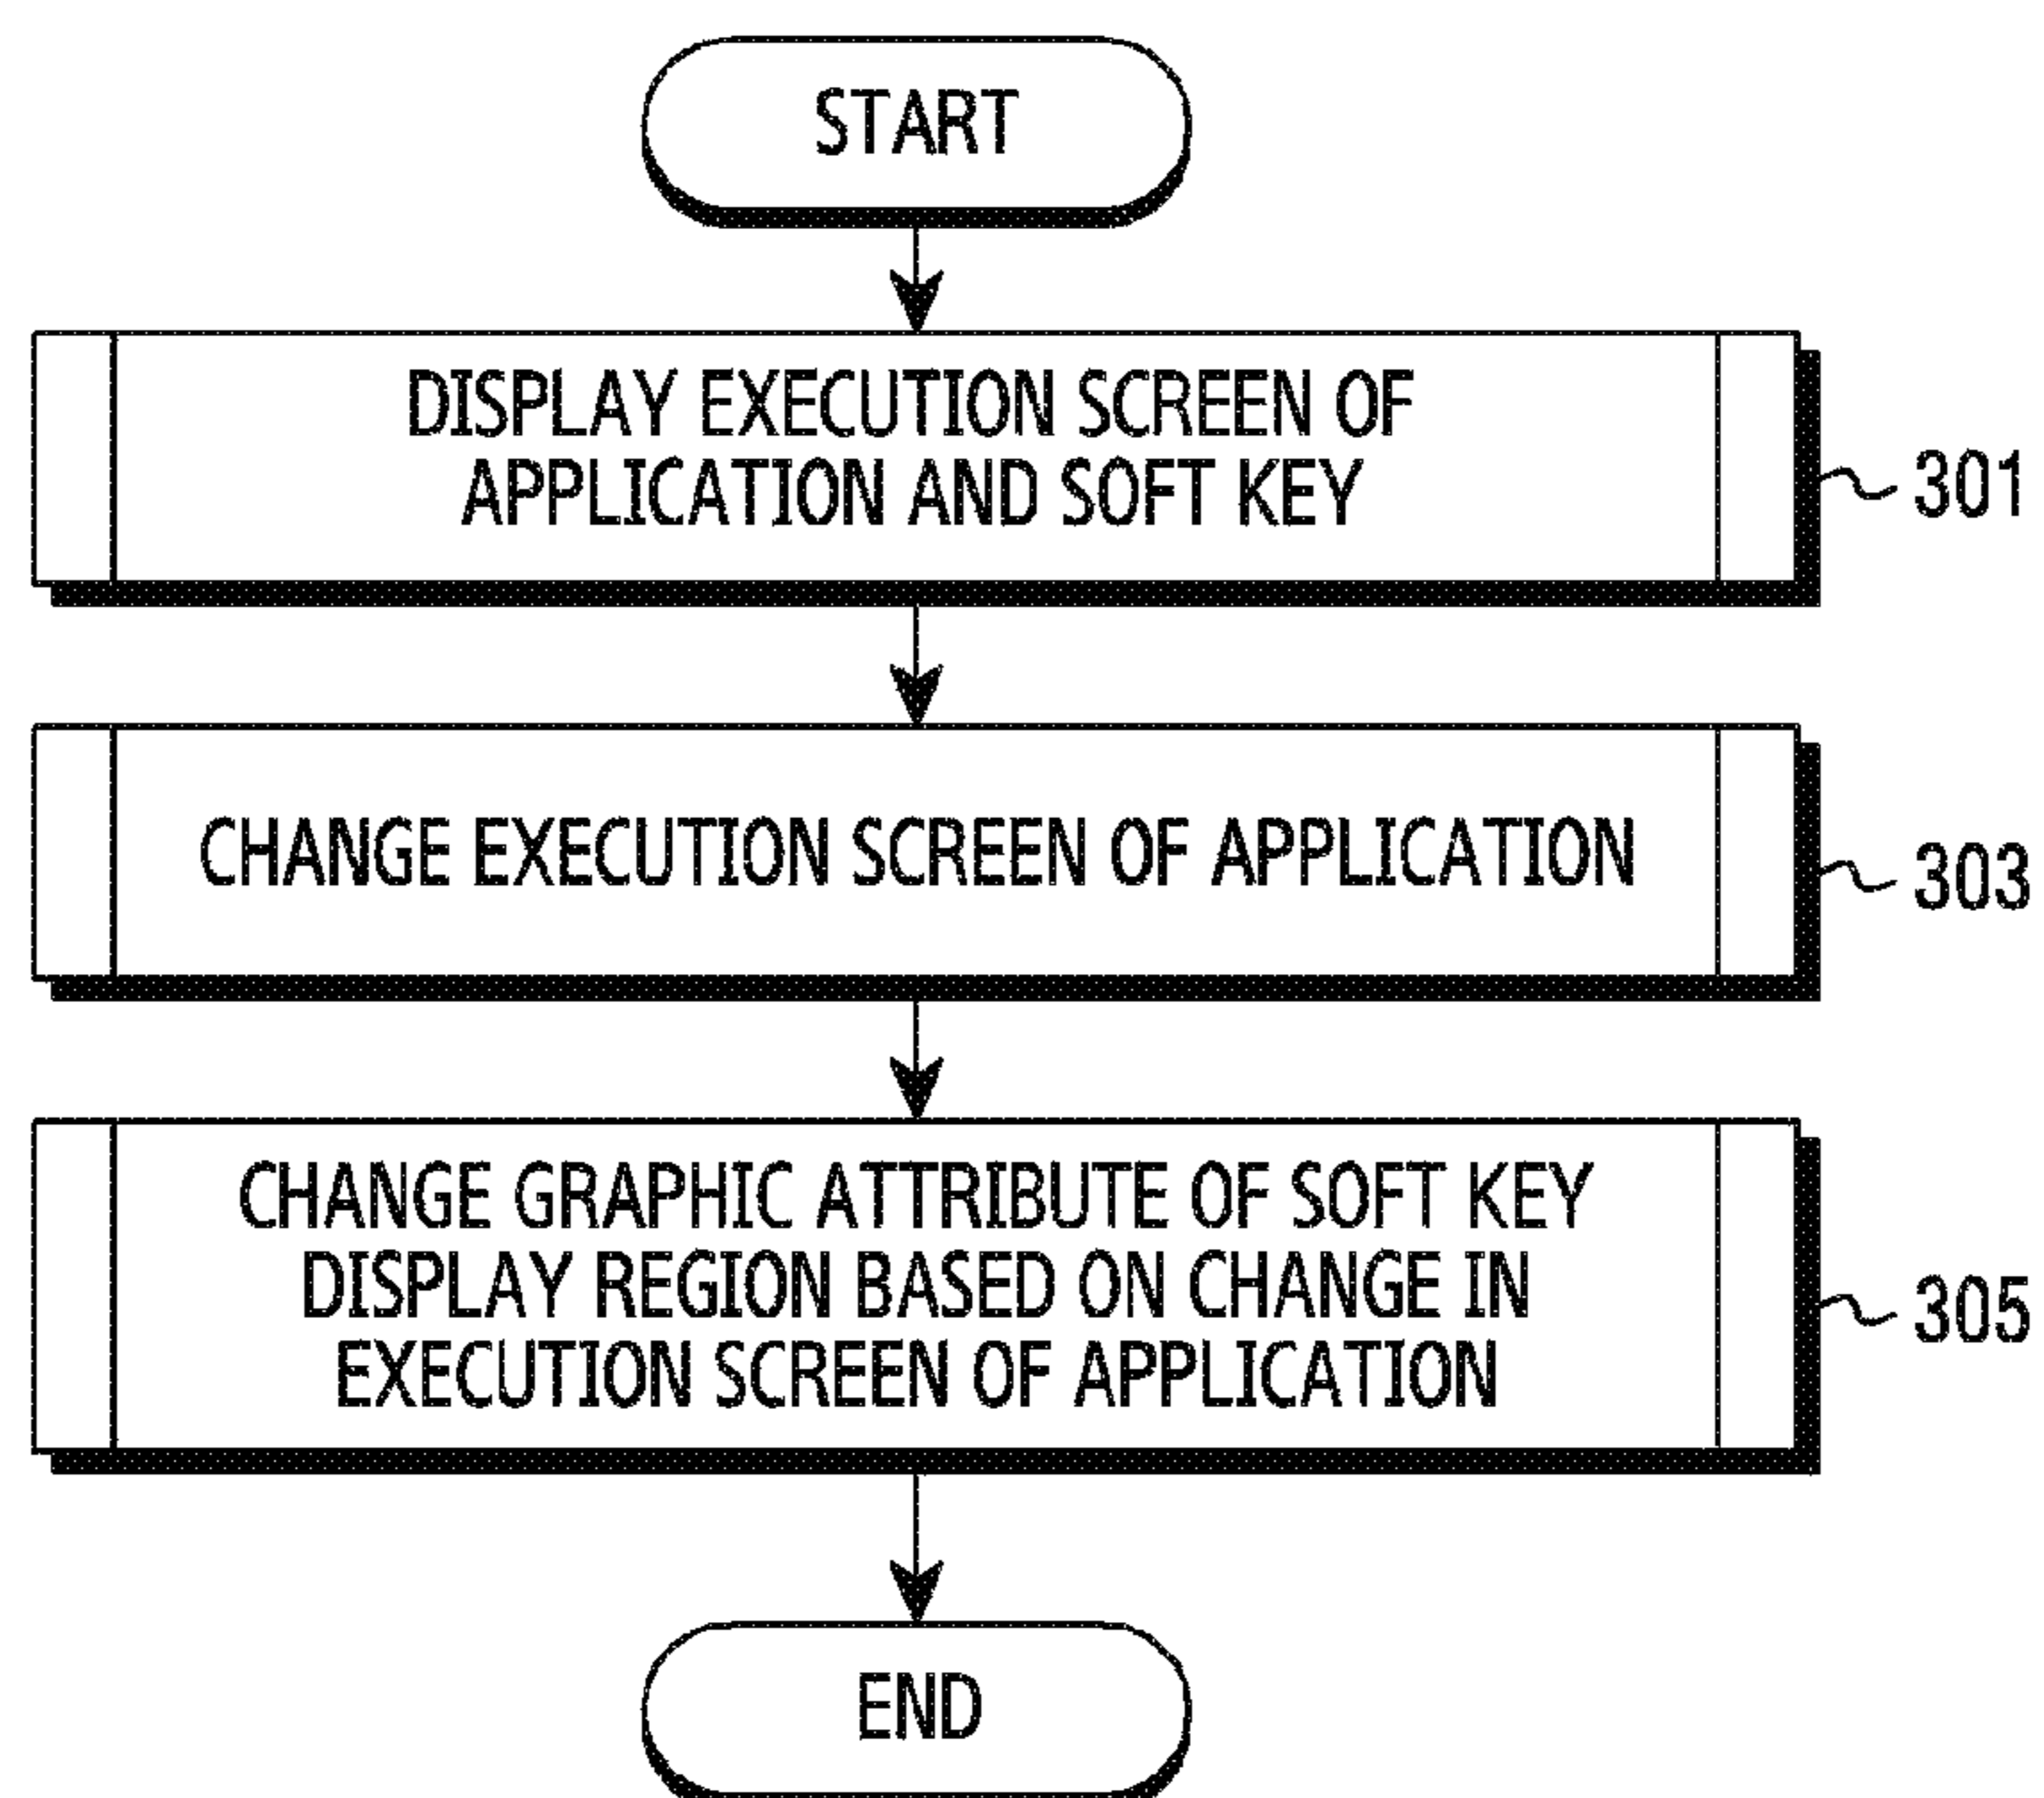 START
DISPLAY EXECUTION SCREEN OF
APPLICATION AND SOFT KEY
301
CHANGE EXECUTION SCREEN OF APPLICATION
303
CHANGE GRAPHIC ATTRIBUTE OF SOFT KEY
DISPLAY REGION BASED ON CHANGE IN
EXECUTION SCREEN OF APPLICATION
305
END